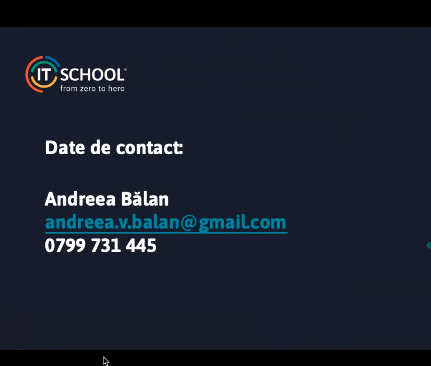 IT SCHOOL®
from zero to hero
Date de contact:
Andreea Bălan
andreea.v.balan@gmail.com
0799 731 445